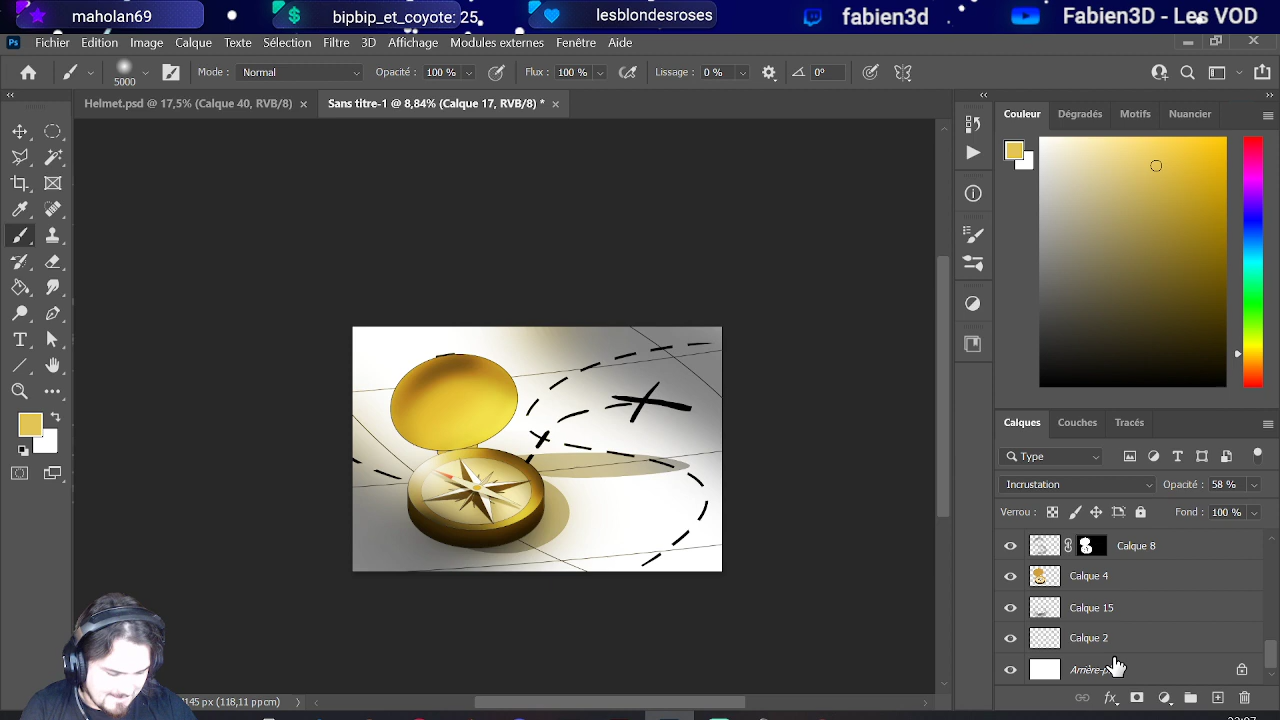 maholan69
bipbip_et_coyote: 25
lesblondesroses
fabien3d
Fabien3D - Les VOD
Ps
Fichier Edition Image Calque Texte Sélection Filtre 3D Affichage Modules externes Fenêtre Aide
5000
Mode : Normal
Opacité : 100 %
Flux : 100 %
Lissage : 0 %
0°
Helmet.psd @ 17,5% (Calque 40, RVB/8)
Sans titre-1 @ 8,84% (Calque 17, RVB/8) *
Couleur Dégradés Motifs Nuancier
Calques Couches Tracés
Type
Incrustation
Opacité : 58 %
Verrou :
Fond : 100 %
Calque 8
Calque 4
Calque 15
Calque 2
145 px (118,11 ppcm)